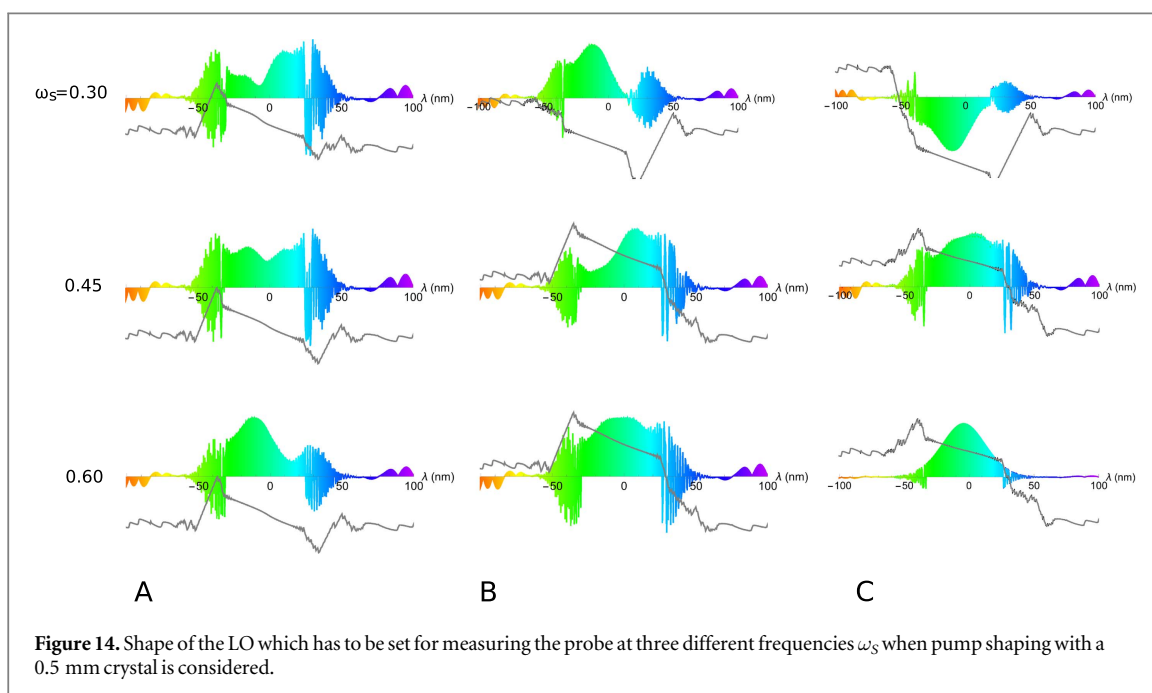 ωS=0.30
-50 0 50 100 λ (nm)
-100 -50 0 50 100 λ (nm)
-100 -50 0 50 100 λ (nm)
0.45
-50 0 50 100 λ (nm)
-100 -50 0 50 100 λ (nm)
-100 -50 0 50 100 λ (nm)
0.60
-50 0 50 100 λ (nm)
-100 -50 0 50 100 λ (nm)
-100 -50 0 50 100 λ (nm)
A B C
Figure 14. Shape of the LO which has to be set for measuring the probe at three different frequencies ωS when pump shaping with a
0.5 mm crystal is considered.